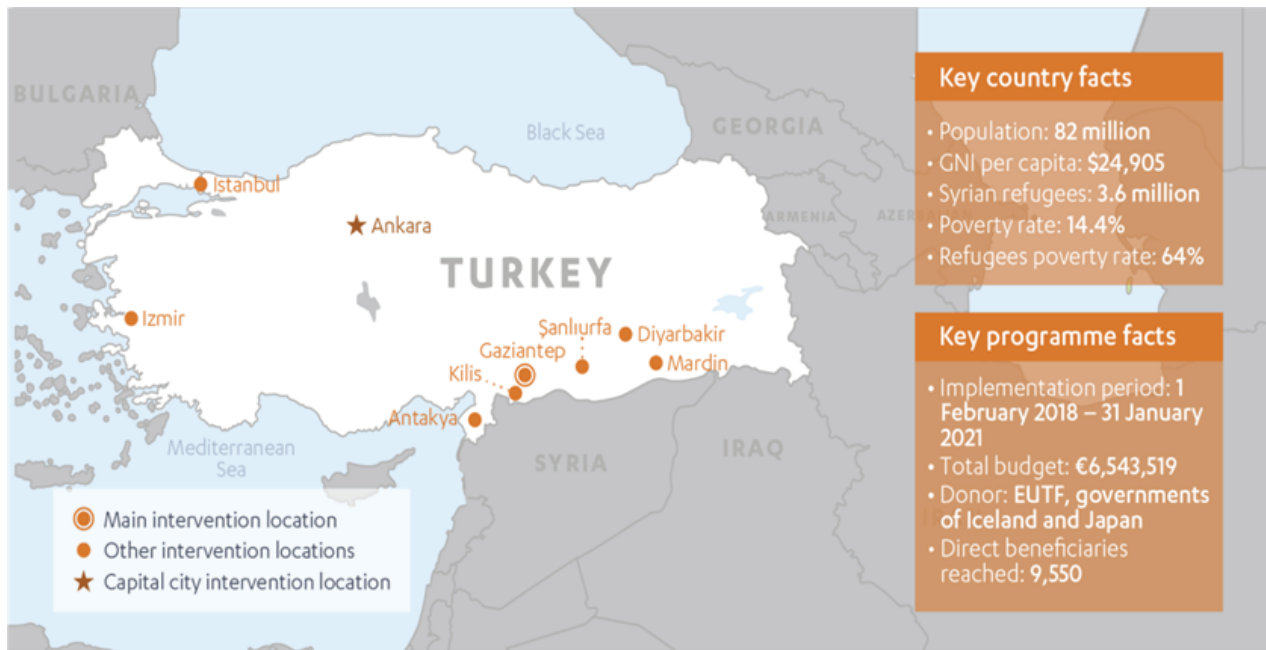 BULGARIA
Black Sea
GEORGIA
ARMENIA
Istanbul
Ankara
TURKEY
Izmir
Şanlıurfa
Diyarbakir
Gaziantep
Mardin
Kilis
Antakya
Mediterranean
Sea
SYRIA
IRAQ
Main intervention location
Other intervention locations
Capital city intervention location
Key country facts
• Population: 82 million
• GNI per capita: $24,905
• Syrian refugees: 3.6 million
• Poverty rate: 14.4%
• Refugees poverty rate: 64%
Key programme facts
• Implementation period: 1
February 2018 – 31 January
2021
• Total budget: €6,543,519
• Donor: EUTF, governments
of Iceland and Japan
• Direct beneficiaries
reached: 9,550